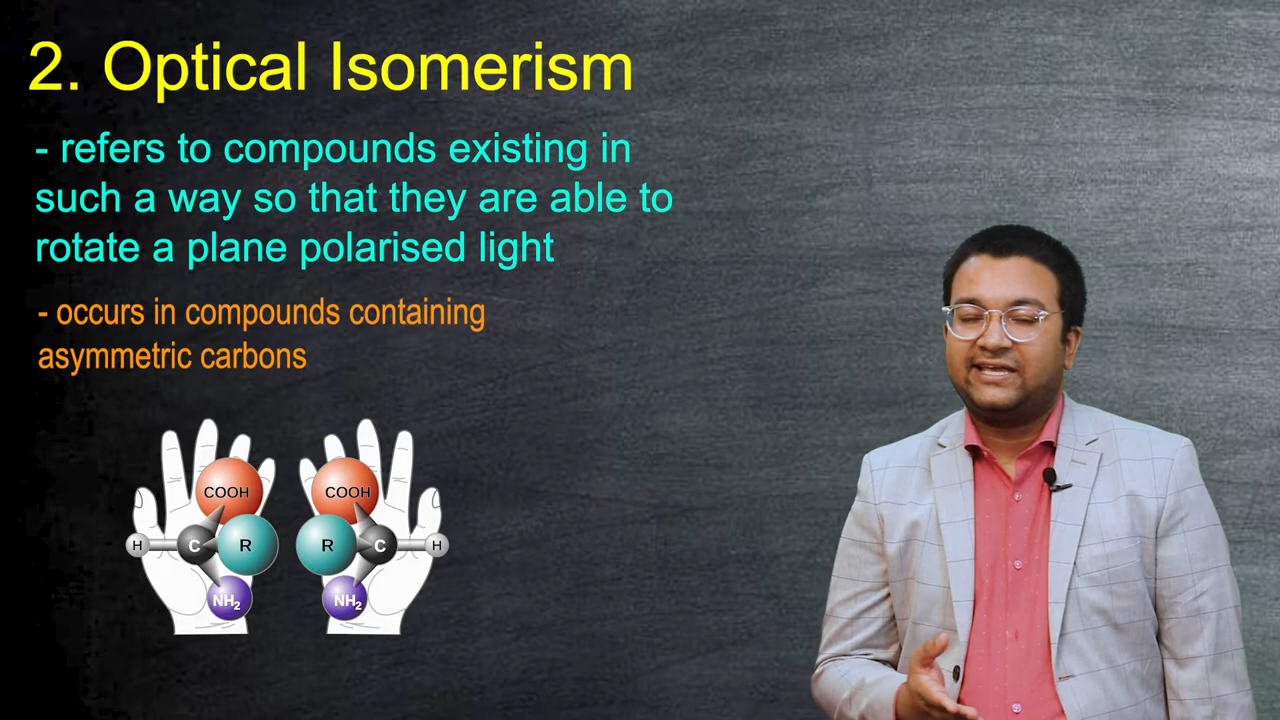 2. Optical Isomerism
- refers to compounds existing in
such a way so that they are able to
rotate a plane polarised light
- occurs in compounds containing
asymmetric carbons
COOH COOH
H C R R C H
NH2 NH2